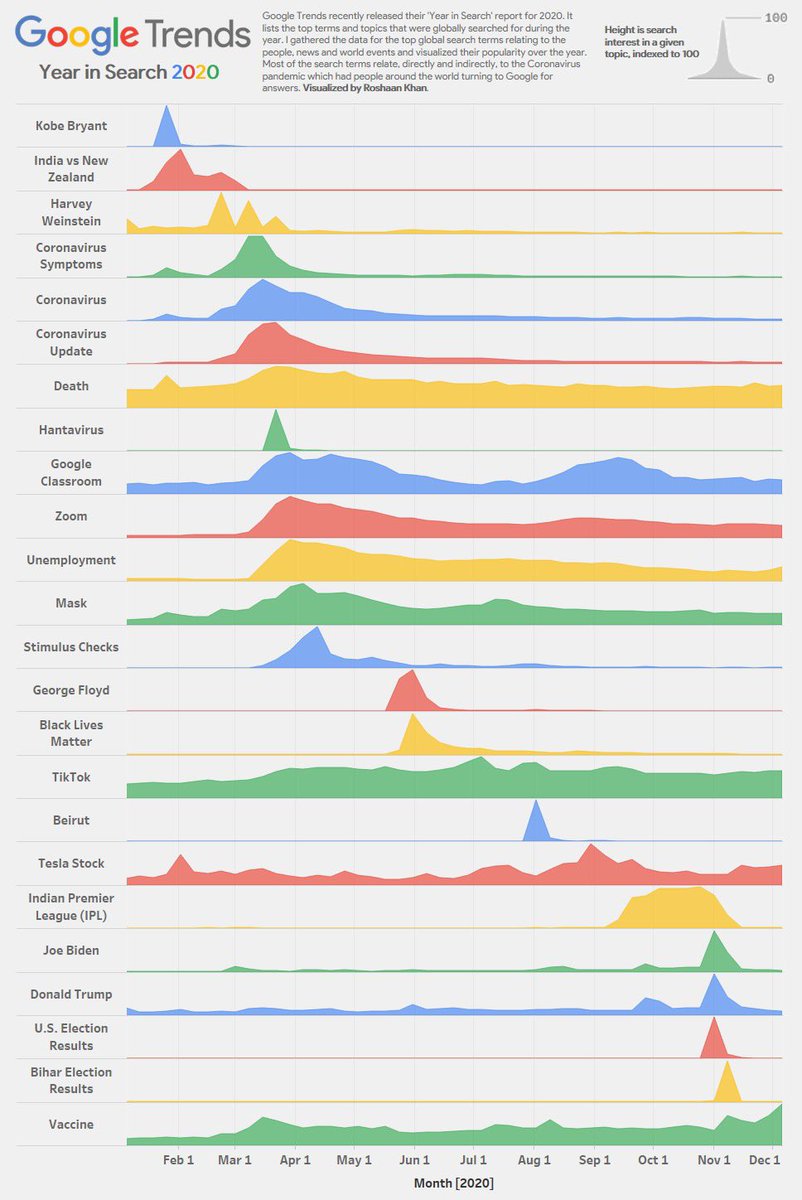 Google Trends
Year in Search 2020
Google Trends recently released their 'Year in Search' report for 2020. It
lists the top terms and topics that were globally searched for during the
year. I gathered the data for the top global search terms relating to the
people, news and world events and visualized their popularity over the year.
Most of the search terms relate, directly and indirectly, to the Coronavirus
pandemic which had people around the world turning to Google for
answers. Visualized by Roshaan Khan.
Height is search
interest in a given
topic, indexed to 100
100
0
Kobe Bryant
India vs New
Zealand
Harvey
Weinstein
Coronavirus
Symptoms
Coronavirus
Coronavirus
Update
Death
Hantavirus
Google
Classroom
Zoom
Unemployment
Mask
Stimulus Checks
George Floyd
Black Lives
Matter
TikTok
Beirut
Tesla Stock
Indian Premier
League (IPL)
Joe Biden
Donald Trump
U.S. Election
Results
Bihar Election
Results
Vaccine
Feb 1 Mar 1 Apr 1 May 1 Jun 1 Jul 1 Aug 1 Sep 1 Oct 1 Nov 1 Dec 1
Month [2020]